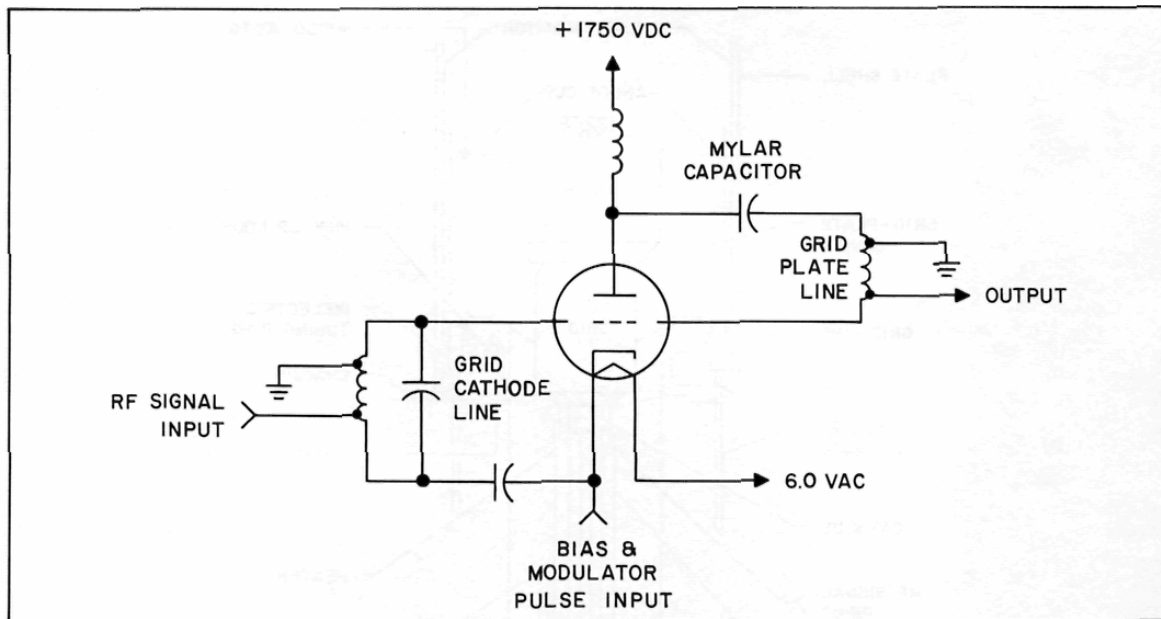 +1750 VDC
MYLAR
CAPACITOR
GRID
PLATE
LINE
OUTPUT
GRID
CATHODE
LINE
RF SIGNAL
INPUT
6.0 VAC
BIAS &
MODULATOR
PULSE INPUT